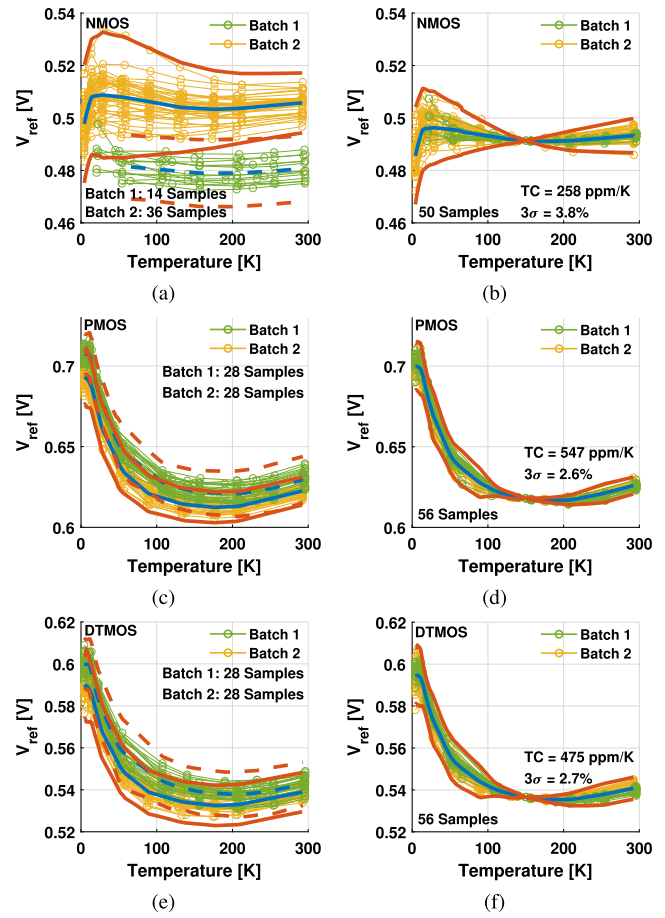 0.54
0.52
0.5
0.48
0.46
V_ref [V]
NMOS
Batch 1
Batch 2
Batch 1: 14 Samples
Batch 2: 36 Samples
0 100 200 300
Temperature [K]
(a)
0.54
0.52
0.5
0.48
0.46
V_ref [V]
NMOS
Batch 1
Batch 2
TC = 258 ppm/K
3σ = 3.8%
50 Samples
0 100 200 300
Temperature [K]
(b)
0.7
0.65
0.6
V_ref [V]
PMOS
Batch 1
Batch 2
Batch 1: 28 Samples
Batch 2: 28 Samples
0 100 200 300
Temperature [K]
(c)
0.7
0.65
0.6
V_ref [V]
PMOS
Batch 1
Batch 2
TC = 547 ppm/K
3σ = 2.6%
56 Samples
0 100 200 300
Temperature [K]
(d)
0.62
0.6
0.58
0.56
0.54
0.52
V_ref [V]
DTMOS
Batch 1
Batch 2
Batch 1: 28 Samples
Batch 2: 28 Samples
0 100 200 300
Temperature [K]
(e)
0.62
0.6
0.58
0.56
0.54
0.52
V_ref [V]
DTMOS
Batch 1
Batch 2
TC = 475 ppm/K
3σ = 2.7%
56 Samples
0 100 200 300
Temperature [K]
(f)